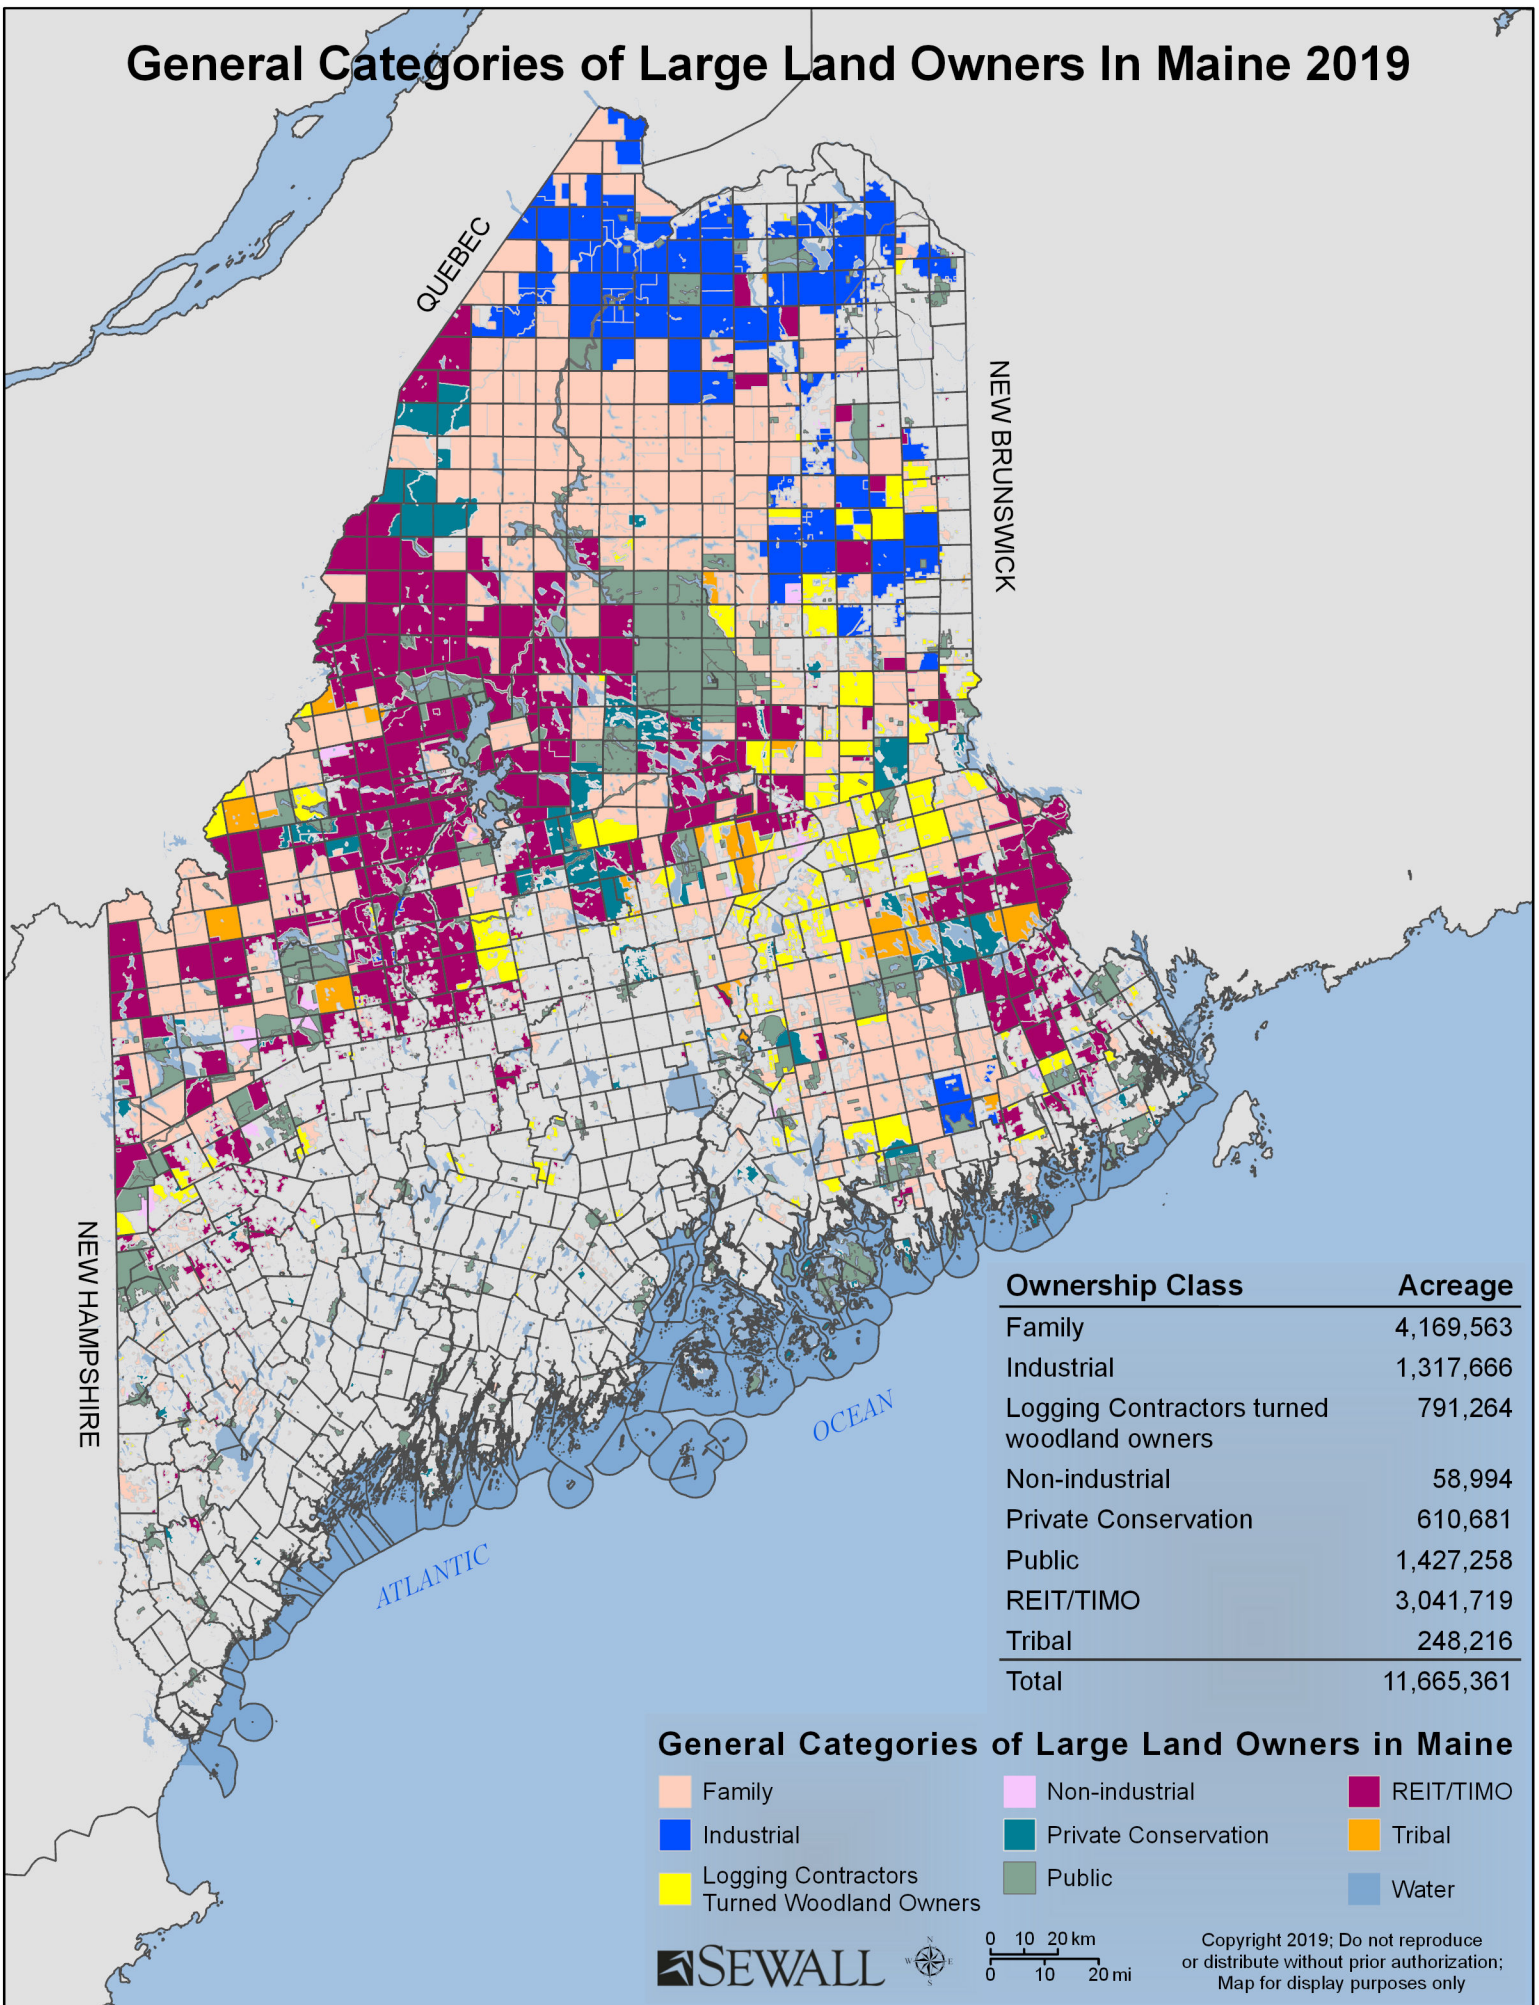 General Categories of Large Land Owners In Maine 2019
QUEBEC
NEW BRUNSWICK
NEW HAMPSHIRE
ATLANTIC
OCEAN
Ownership Class Acreage
Family 4,169,563
Industrial 1,317,666
Logging Contractors turned 791,264
woodland owners
Non-industrial 58,994
Private Conservation 610,681
Public 1,427,258
REIT/TIMO 3,041,719
Tribal 248,216
Total 11,665,361
General Categories of Large Land Owners in Maine
Family
Industrial
Logging Contractors
Turned Woodland Owners
Non-industrial
Private Conservation
Public
REIT/TIMO
Tribal
Water
SEWALL
N
W E
S
0 10 20 km
0 10 20 mi
Copyright 2019; Do not reproduce
or distribute without prior authorization;
Map for display purposes only